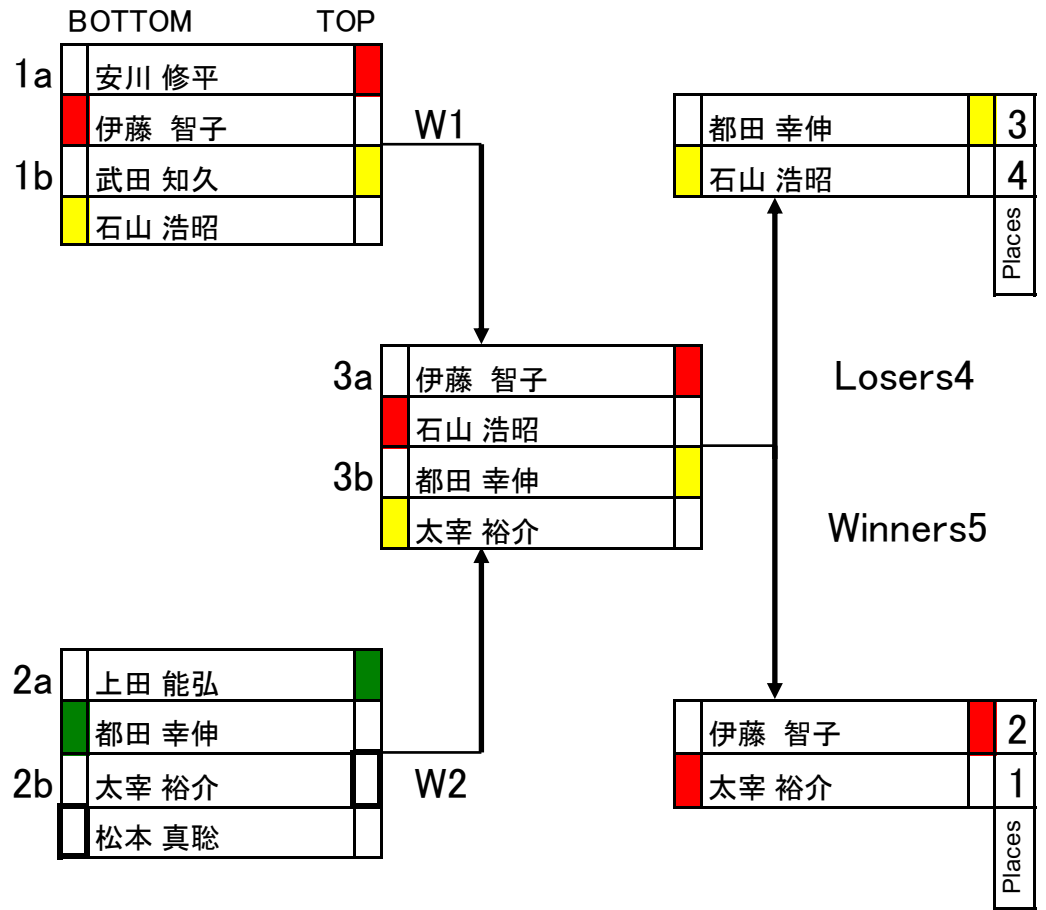 BOTTOM TOP
1a 安川 修平
伊藤 智子
1b 武田 知久
石山 浩昭
W1
都田 幸伸 3
石山 浩昭 4
Places
3a 伊藤 智子
石山 浩昭
3b 都田 幸伸
太宰 裕介
Losers4
Winners5
2a 上田 能弘
都田 幸伸
2b 太宰 裕介
松本 真聡
W2
伊藤 智子 2
太宰 裕介 1
Places